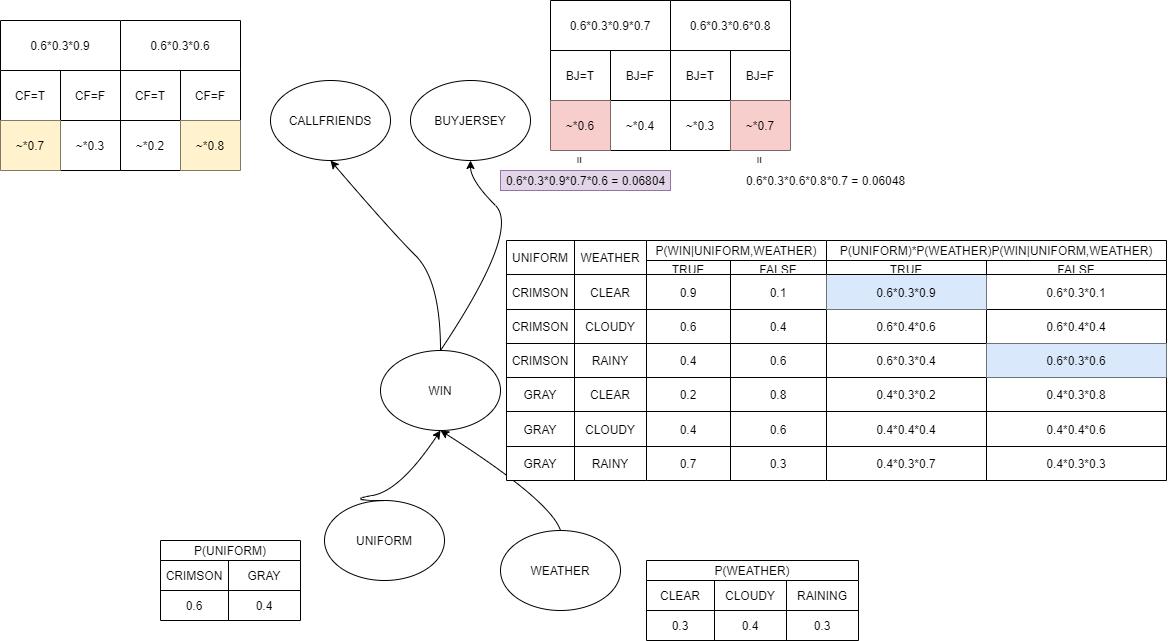 0.6*0.3*0.9 0.6*0.3*0.6
CF=T CF=F CF=T CF=F
~*0.7 ~*0.3 ~*0.2 ~*0.8
CALLFRIENDS
BUYJERSEY
0.6*0.3*0.9*0.7 0.6*0.3*0.6*0.8
BJ=T BJ=F BJ=T BJ=F
~*0.6 ~*0.4 ~*0.3 ~*0.7
= =
0.6*0.3*0.9*0.7*0.6 = 0.06804 0.6*0.3*0.6*0.8*0.7 = 0.06048
UNIFORM WEATHER P(WIN|UNIFORM,WEATHER) P(UNIFORM)*P(WEATHER)P(WIN|UNIFORM,WEATHER)
TRUE FALSE TRUE FALSE
CRIMSON CLEAR 0.9 0.1 0.6*0.3*0.9 0.6*0.3*0.1
CRIMSON CLOUDY 0.6 0.4 0.6*0.4*0.6 0.6*0.4*0.4
CRIMSON RAINY 0.4 0.6 0.6*0.3*0.4 0.6*0.3*0.6
GRAY CLEAR 0.2 0.8 0.4*0.3*0.2 0.4*0.3*0.8
GRAY CLOUDY 0.4 0.6 0.4*0.4*0.4 0.4*0.4*0.6
GRAY RAINY 0.7 0.3 0.4*0.3*0.7 0.4*0.3*0.3
WIN
UNIFORM
WEATHER
P(UNIFORM)
CRIMSON GRAY
0.6 0.4
P(WEATHER)
CLEAR CLOUDY RAINING
0.3 0.4 0.3